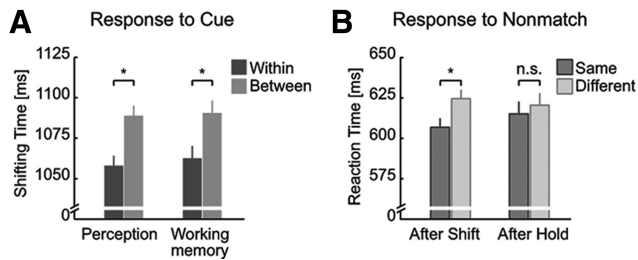 A
Response to Cue
Shifting Time [ms]
1125
1100
1075
1050
0
*
*
Within
Between
Perception
Working
memory
B
Response to Nonmatch
Reaction Time [ms]
650
625
600
575
0
*
n.s.
Same
Different
After Shift
After Hold